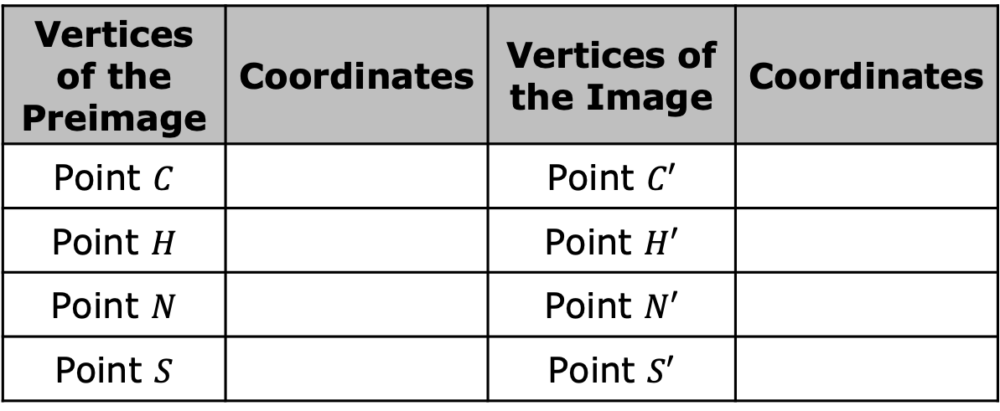 Vertices of the Preimage | Coordinates | Vertices of the Image | Coordinates
Point C | | Point C′ |
Point H | | Point H′ |
Point N | | Point N′ |
Point S | | Point S′ |